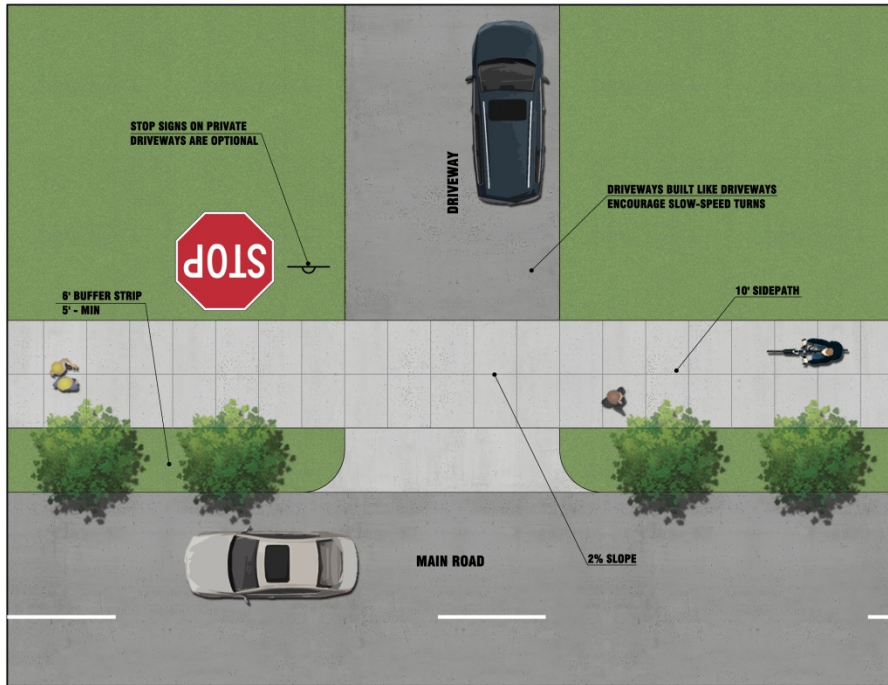 STOP SIGNS ON PRIVATE
DRIVEWAYS ARE OPTIONAL
DRIVEWAY
DRIVEWAYS BUILT LIKE DRIVEWAYS
ENCOURAGE SLOW-SPEED TURNS
STOP
6' BUFFER STRIP
5' - MIN
10' SIDEPATH
MAIN ROAD
2% SLOPE